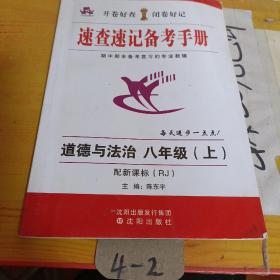 开卷好查 闭卷好记
速查速记备考手册
期中期末备考复习的专业教辅
每天进步一点点!
道德与法治 八年级(上)
配新课标(RJ)
主编:陈东宇
沈阳出版发行集团
沈阳出版社
4-2